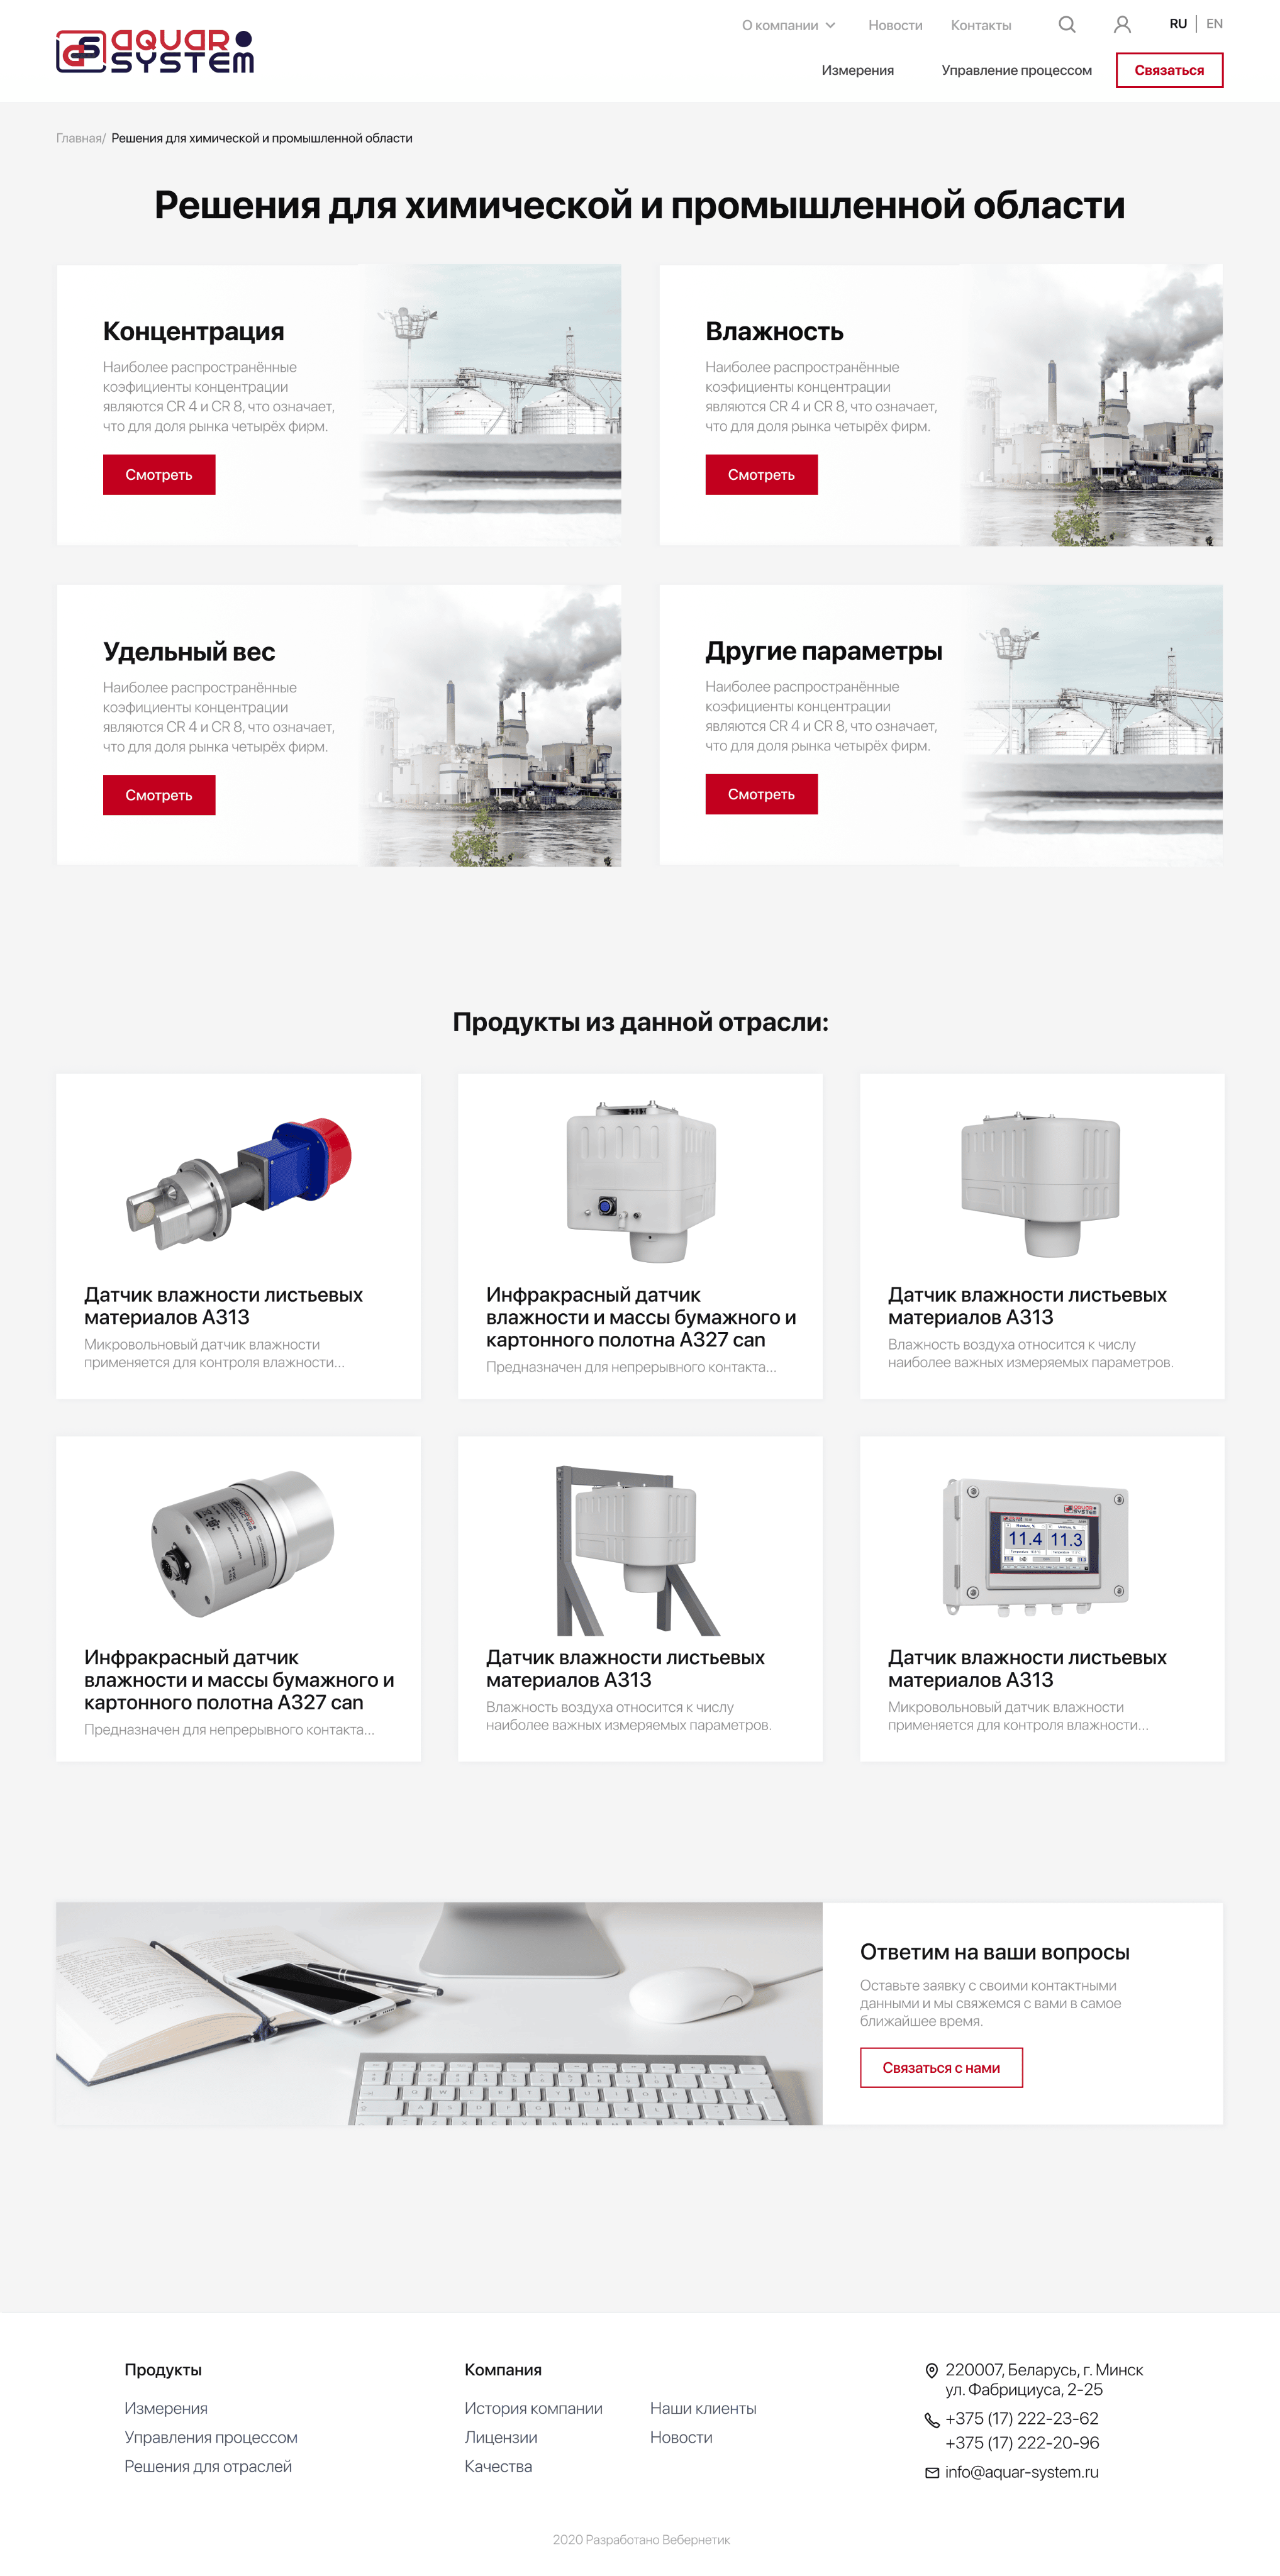 aquar system
О компании
Новости
Контакты
RU | EN
Измерения
Управление процессом
Связаться
Главная/ Решения для химической и промышленной области
Решения для химической и промышленной области
Концентрация
Наиболее распространённые
коэфициенты концентрации
являются CR 4 и CR 8, что означает,
что для доля рынка четырёх фирм.
Смотреть
Влажность
Наиболее распространённые
коэфициенты концентрации
являются CR 4 и CR 8, что означает,
что для доля рынка четырёх фирм.
Смотреть
Удельный вес
Наиболее распространённые
коэфициенты концентрации
являются CR 4 и CR 8, что означает,
что для доля рынка четырёх фирм.
Смотреть
Другие параметры
Наиболее распространённые
коэфициенты концентрации
являются CR 4 и CR 8, что означает,
что для доля рынка четырёх фирм.
Смотреть
Продукты из данной отрасли:
Датчик влажности листьевых
материалов А313
Микровольновый датчик влажности
применяется для контроля влажности...
Инфракрасный датчик
влажности и массы бумажного и
картонного полотна А327 can
Предназначен для непрерывного контакта...
Датчик влажности листьевых
материалов А313
Влажность воздуха относится к числу
наиболее важных измеряемых параметров.
Инфракрасный датчик
влажности и массы бумажного и
картонного полотна А327 can
Предназначен для непрерывного контакта...
Датчик влажности листьевых
материалов А313
Влажность воздуха относится к числу
наиболее важных измеряемых параметров.
aquar system
11.4 11.3
Датчик влажности листьевых
материалов А313
Микровольновый датчик влажности
применяется для контроля влажности...
Ответим на ваши вопросы
Оставьте заявку с своими контактными
данными и мы свяжемся с вами в самое
ближайшее время.
Связаться с нами
Продукты
Измерения
Управления процессом
Решения для отраслей
Компания
История компании
Лицензии
Качества
Наши клиенты
Новости
220007, Беларусь, г. Минск
ул. Фабрициуса, 2-25
+375 (17) 222-23-62
+375 (17) 222-20-96
info@aquar-system.ru
2020 Разработано Вебернетик